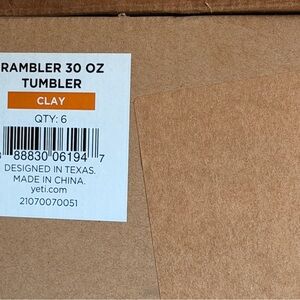 RAMBLER 30 OZ
TUMBLER
CLAY
QTY: 6
88830 06194 7
DESIGNED IN TEXAS.
MADE IN CHINA.
yeti.com
21070070051